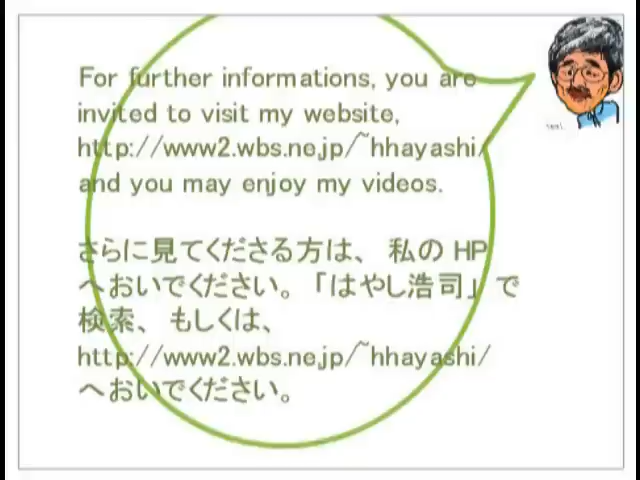 For further informations, you are
invited to visit my website,
http://www2.wbs.ne.jp/~hhayashi/
and you may enjoy my videos.
さらに見てくださる方は、私のHP
へおいでください。「はやし浩司」で
検索、もしくは、
http://www2.wbs.ne.jp/~hhayashi/
へおいでください。